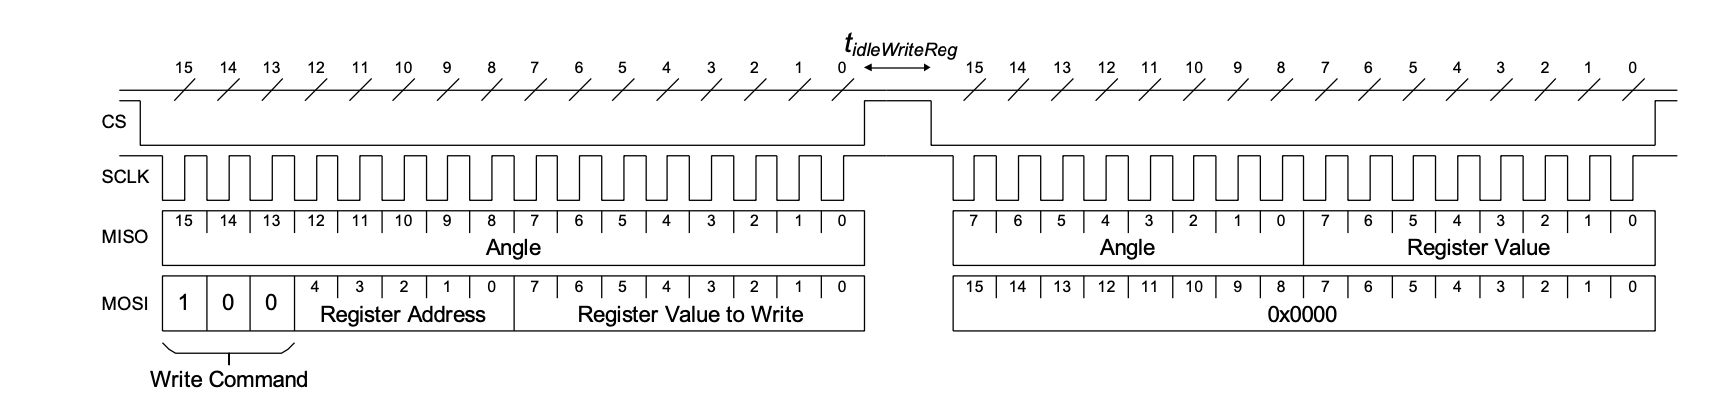 t_idleWriteReg
15 14 13 12 11 10 9 8 7 6 5 4 3 2 1 0 15 14 13 12 11 10 9 8 7 6 5 4 3 2 1 0
CS
SCLK
MISO 15 14 13 12 11 10 9 8 7 6 5 4 3 2 1 0 7 6 5 4 3 2 1 0 7 6 5 4 3 2 1 0
Angle Angle Register Value
MOSI 1 0 0 4 3 2 1 0 7 6 5 4 3 2 1 0 15 14 13 12 11 10 9 8 7 6 5 4 3 2 1 0
Register Address Register Value to Write 0x0000
Write Command